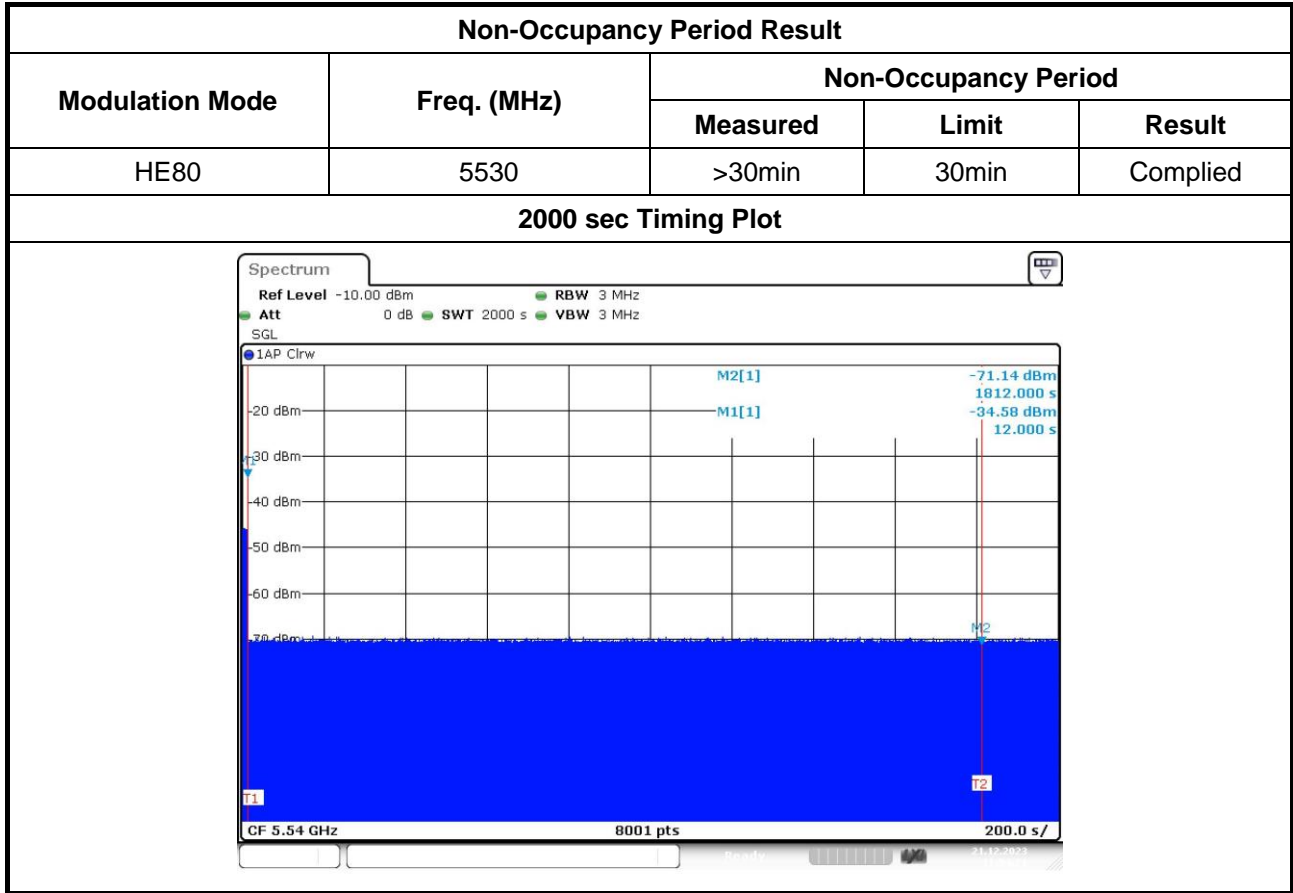 Non-Occupancy Period Result
Modulation Mode
Freq. (MHz)
Non-Occupancy Period
Measured
Limit
Result
HE80
5530
>30min
30min
Complied
2000 sec Timing Plot
Spectrum
Ref Level -10.00 dBm
RBW 3 MHz
Att 0 dB SWT 2000 s VBW 3 MHz
SGL
1AP Clrw
M2[1] -71.14 dBm
1812.000 s
-20 dBm
M1[1] -34.58 dBm
12.000 s
-30 dBm
M1
-40 dBm
-50 dBm
-60 dBm
-70 dBm
M2
T2
T1
CF 5.54 GHz 8001 pts 200.0 s/
Ready
21.12.2023